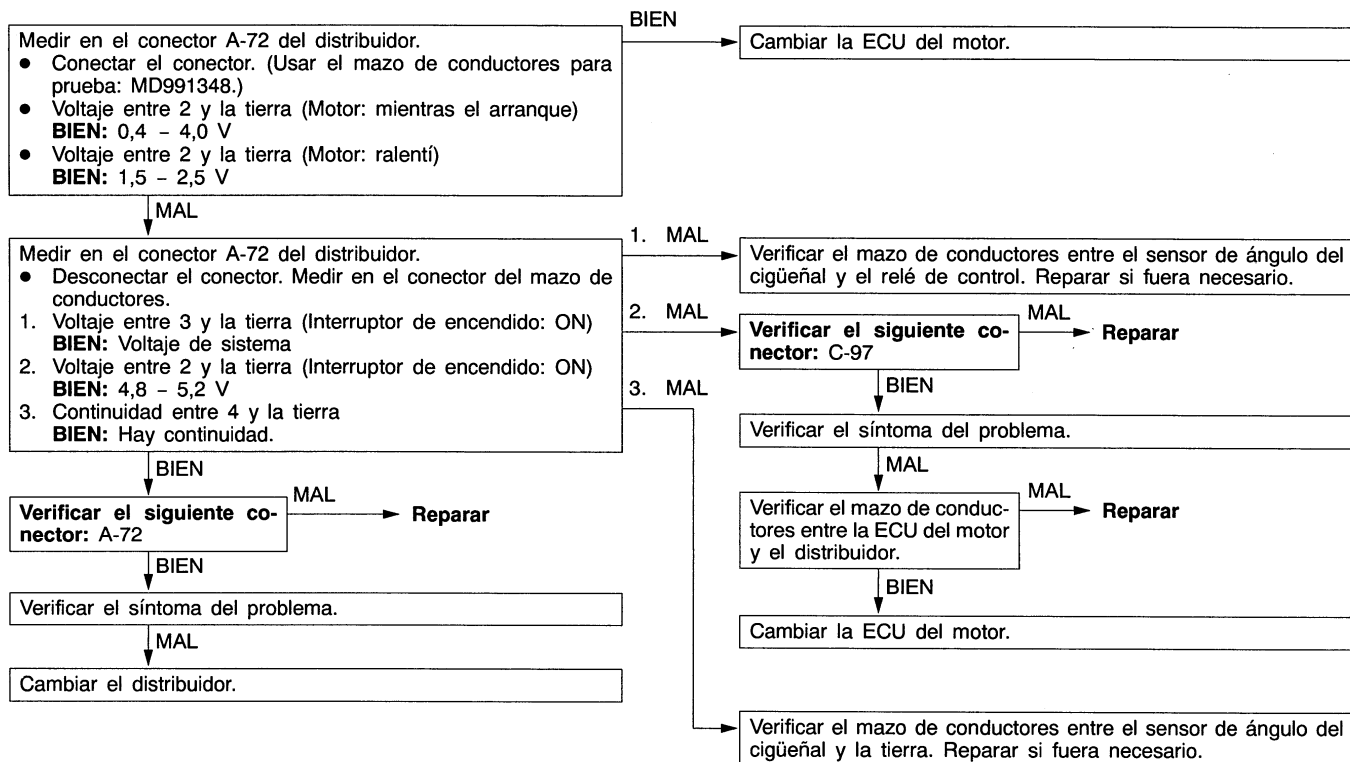 Medir en el conector A-72 del distribuidor.
● Conectar el conector. (Usar el mazo de conductores para
prueba: MD991348.)
● Voltaje entre 2 y la tierra (Motor: mientras el arranque)
BIEN: 0,4 – 4,0 V
● Voltaje entre 2 y la tierra (Motor: ralentí)
BIEN: 1,5 – 2,5 V
BIEN
Cambiar la ECU del motor.
MAL
Medir en el conector A-72 del distribuidor.
● Desconectar el conector. Medir en el conector del mazo de
conductores.
1. Voltaje entre 3 y la tierra (Interruptor de encendido: ON)
BIEN: Voltaje de sistema
2. Voltaje entre 2 y la tierra (Interruptor de encendido: ON)
BIEN: 4,8 – 5,2 V
3. Continuidad entre 4 y la tierra
BIEN: Hay continuidad.
1. MAL
Verificar el mazo de conductores entre el sensor de ángulo del
cigüeñal y el relé de control. Reparar si fuera necesario.
2. MAL
Verificar el siguiente co-
nector: C-97
MAL
Reparar
BIEN
Verificar el síntoma del problema.
MAL
Verificar el mazo de conduc-
tores entre la ECU del motor
y el distribuidor.
MAL
Reparar
BIEN
Cambiar la ECU del motor.
3. MAL
Verificar el mazo de conductores entre el sensor de ángulo del
cigüeñal y la tierra. Reparar si fuera necesario.
BIEN
Verificar el siguiente co-
nector: A-72
MAL
Reparar
BIEN
Verificar el síntoma del problema.
MAL
Cambiar el distribuidor.